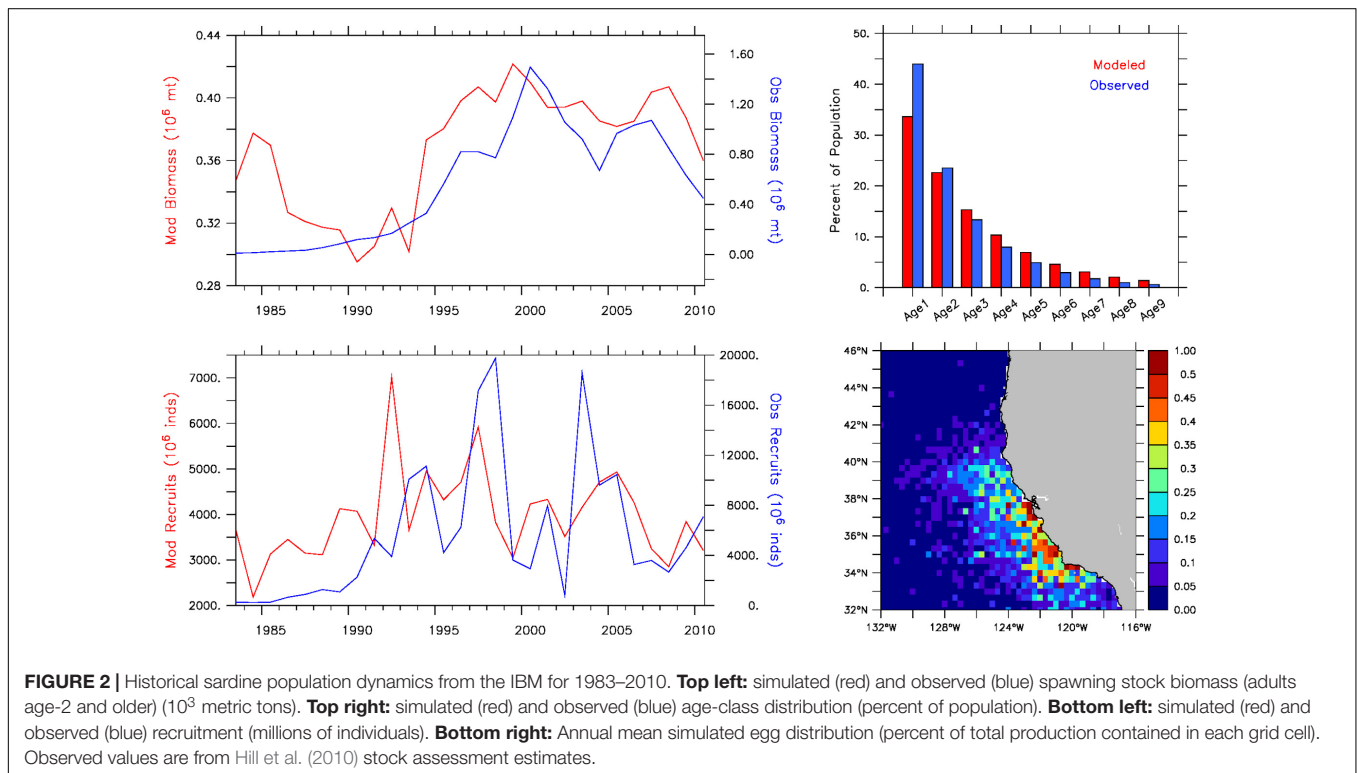 0.44
0.40
0.36
0.32
0.28
Mod Biomass (10⁶ mt)
1.60
1.20
0.80
0.40
0.00
Obs Biomass (10⁶ mt)
1985 1990 1995 2000 2005 2010
50.
40.
30.
20.
10.
0.
Percent of Population
Modeled
Observed
Age1 Age2 Age3 Age4 Age5 Age6 Age7 Age8 Age9
7000.
6000.
5000.
4000.
3000.
2000.
Mod Recruits (10⁶ inds)
20000.
16000.
12000.
8000.
4000.
0.
Obs Recruits (10⁶ inds)
1985 1990 1995 2000 2005 2010
46°N
44°N
42°N
40°N
38°N
36°N
34°N
32°N
132°W 128°W 124°W 120°W 116°W
1.00
0.5
0.45
0.4
0.35
0.3
0.25
0.2
0.15
0.1
0.05
0.00
FIGURE 2 | Historical sardine population dynamics from the IBM for 1983–2010. Top left: simulated (red) and observed (blue) spawning stock biomass (adults
age-2 and older) (10³ metric tons). Top right: simulated (red) and observed (blue) age-class distribution (percent of population). Bottom left: simulated (red) and
observed (blue) recruitment (millions of individuals). Bottom right: Annual mean simulated egg distribution (percent of total production contained in each grid cell).
Observed values are from Hill et al. (2010) stock assessment estimates.